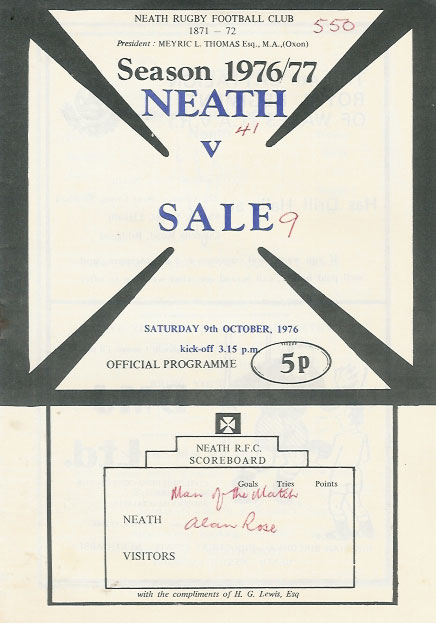 NEATH RUGBY FOOTBALL CLUB
1871 – 72
550
President : MEYRIC L. THOMAS Esq., M.A.,(Oxon)
Season 1976/77
NEATH
41
v
SALE 9
SATURDAY 9th OCTOBER, 1976
kick-off 3.15 p.m.
OFFICIAL PROGRAMME
5p
NEATH R.F.C.
SCOREBOARD
Goals Tries Points
Man of the Match
NEATH Alan Rose
VISITORS
with the compliments of H. G. Lewis, Esq